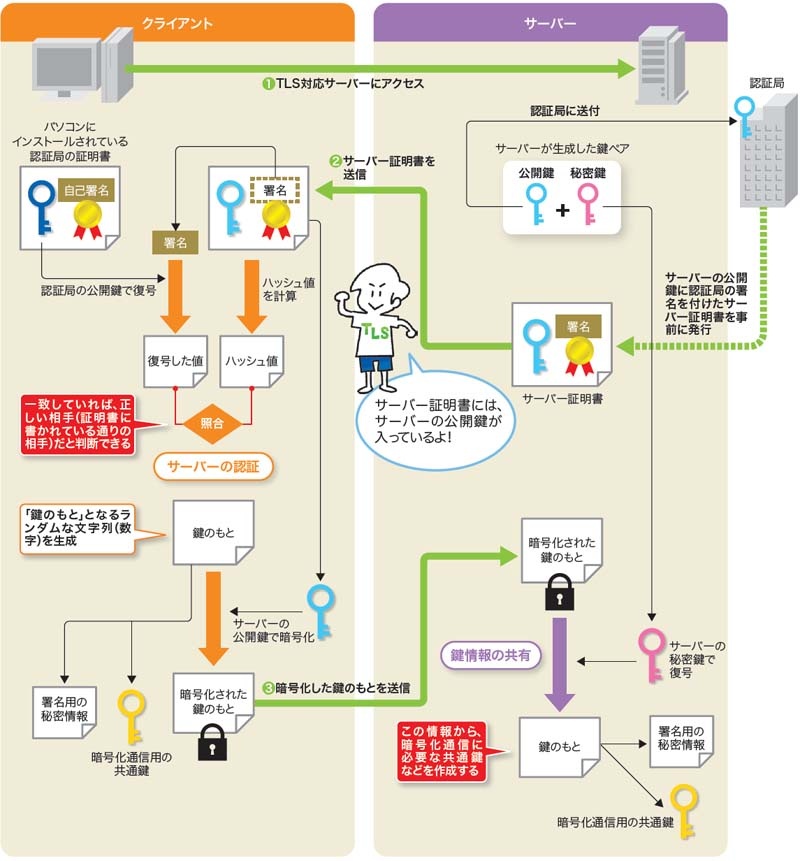 クライアント
サーバー
❶TLS対応サーバーにアクセス
認証局
認証局に送付
パソコンに
インストールされている
認証局の証明書
自己署名
署名
❷サーバー証明書を
送信
署名
サーバーが生成した鍵ペア
公開鍵
+
秘密鍵
認証局の公開鍵で復号
ハッシュ値
を計算
TLS
サーバーの公開
鍵に認証局の署
名を付けたサー
バー証明書を事
前に発行
署名
サーバー証明書
復号した値
ハッシュ値
一致していれば、正
しい相手(証明書に
書かれている通りの
相手)だと判断できる
照合
サーバー証明書には、
サーバーの公開鍵が
入っているよ!
サーバーの認証
「鍵のもと」となるラ
ンダムな文字列(数
字)を生成
鍵のもと
暗号化された
鍵のもと
サーバーの
公開鍵で暗号化
鍵情報の共有
サーバーの
秘密鍵で
復号
署名用の
秘密情報
暗号化通信用の
共通鍵
暗号化された
鍵のもと
❸暗号化した鍵のもとを送信
この情報から、
暗号化通信に
必要な共通鍵
などを作成する
鍵のもと
署名用の
秘密情報
暗号化通信用の共通鍵